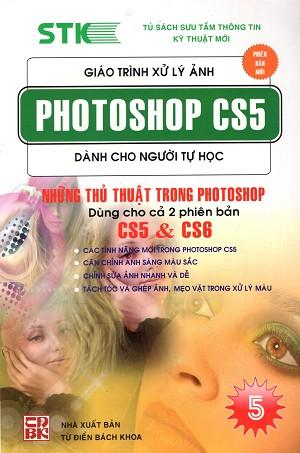 STK
TỦ SÁCH SƯU TẦM THÔNG TIN
KỸ THUẬT MỚI
PHIÊN
BẢN MỚI
GIÁO TRÌNH XỬ LÝ ẢNH
PHOTOSHOP CS5
DÀNH CHO NGƯỜI TỰ HỌC
NHỮNG THỦ THUẬT TRONG PHOTOSHOP
Dùng cho cả 2 phiên bản
CS5 & CS6
CÁC TÍNH NĂNG MỚI TRONG PHOTOSHOP CS5
CÂN CHỈNH ÁNH SÁNG MÀU SẮC
CHỈNH SỬA ẢNH NHANH VÀ DỄ
TÁCH TÓC VÀ GHÉP ẢNH, MẸO VẶT TRONG XỬ LÝ MÀU
5
NHÀ XUẤT BẢN
TỪ ĐIỂN BÁCH KHOA